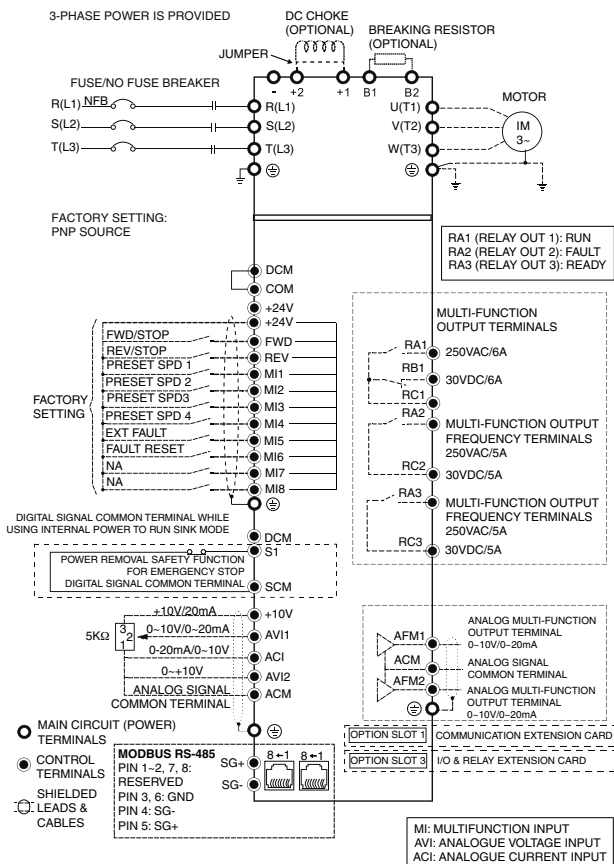 3-PHASE POWER IS PROVIDED
DC CHOKE
(OPTIONAL)
BREAKING RESISTOR
(OPTIONAL)
JUMPER
FUSE/NO FUSE BREAKER
- +2 +1 B1 B2
R(L1) NFB R(L1) U(T1)
MOTOR
S(L2) S(L2) V(T2)
IM
3~
T(L3) T(L3) W(T3)
FACTORY SETTING:
PNP SOURCE
RA1 (RELAY OUT 1): RUN
RA2 (RELAY OUT 2): FAULT
RA3 (RELAY OUT 3): READY
DCM
COM
+24V
+24V
FWD/STOP FWD
REV/STOP REV
PRESET SPD 1 MI1
PRESET SPD 2 MI2
PRESET SPD3 MI3
PRESET SPD 4 MI4
EXT FAULT MI5
FAULT RESET MI6
NA MI7
NA MI8
FACTORY
SETTING
MULTI-FUNCTION
OUTPUT TERMINALS
RA1 250VAC/6A
RB1 30VDC/6A
RC1
RA2 MULTI-FUNCTION OUTPUT
FREQUENCY TERMINALS
250VAC/5A
RC2 30VDC/5A
RA3 MULTI-FUNCTION OUTPUT
FREQUENCY TERMINALS
250VAC/5A
RC3 30VDC/5A
DIGITAL SIGNAL COMMON TERMINAL WHILE
USING INTERNAL POWER TO RUN SINK MODE
DCM
S1
POWER REMOVAL SAFETY FUNCTION
FOR EMERGENCY STOP
DIGITAL SIGNAL COMMON TERMINAL
SCM
+10V/20mA +10V
5KΩ 3 2 1
0~10V/0~20mA AVI1
0-20mA/0~10V ACI
0~+10V AVI2
ANALOG SIGNAL
COMMON TERMINAL
ACM
AFM1 ANALOG MULTI-FUNCTION
OUTPUT TERMINAL
0~10V/0~20mA
ACM ANALOG SIGNAL
COMMON TERMINAL
AFM2 ANALOG MULTI-FUNCTION
OUTPUT TERMINAL
0~10V/0~20mA
MAIN CIRCUIT (POWER)
TERMINALS
CONTROL
TERMINALS
SHIELDED
LEADS &
CABLES
MODBUS RS-485
PIN 1~2, 7, 8:
RESERVED
PIN 3, 6: GND
PIN 4: SG-
PIN 5: SG+
SG+
SG-
8←1 8←1
OPTION SLOT 1 COMMUNICATION EXTENSION CARD
OPTION SLOT 3 I/O & RELAY EXTENSION CARD
MI: MULTIFUNCTION INPUT
AVI: ANALOGUE VOLTAGE INPUT
ACI: ANALOGUE CURRENT INPUT